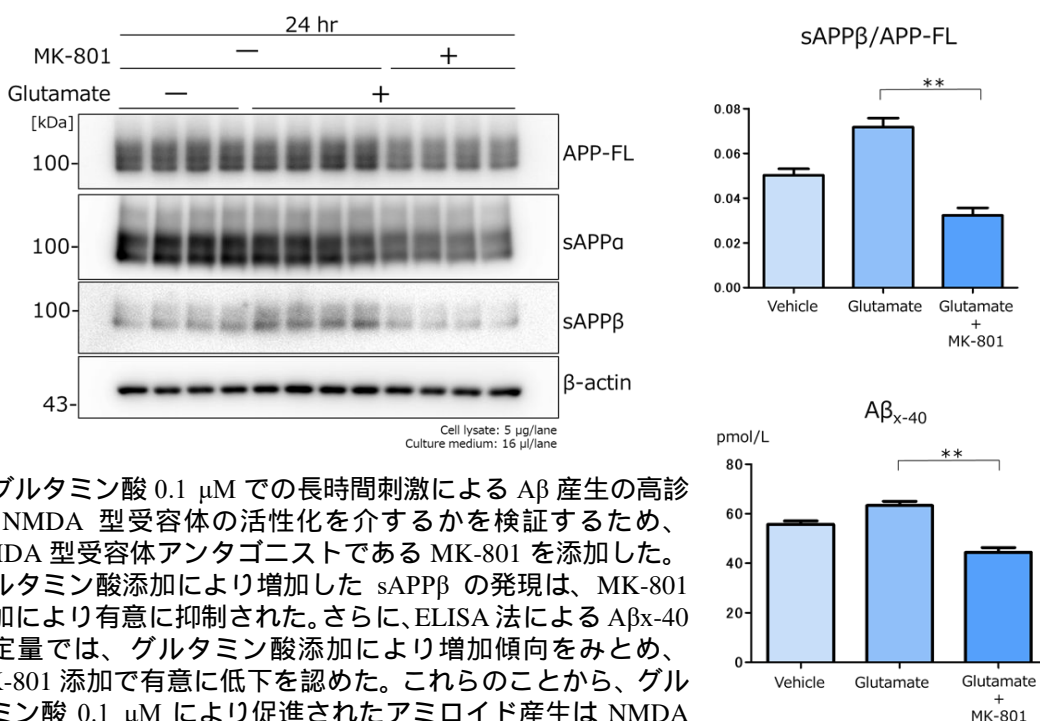 24 hr
MK-801 − +
Glutamate − +
[kDa]
100- APP-FL
100- sAPPα
100- sAPPβ
43- β-actin
Cell lysate: 5 μg/lane
Culture medium: 16 μl/lane
sAPPβ/APP-FL
**
0.08
0.06
0.04
0.02
0.00
Vehicle Glutamate Glutamate
+
MK-801
Aβx-40
pmol/L
**
80
60
40
20
0
Vehicle Glutamate Glutamate
+
MK-801
グルタミン酸 0.1 μM での長時間刺激による Aβ 産生の高診
NMDA 型受容体の活性化を介するかを検証するため、
MDA 型受容体アンタゴニストである MK-801 を添加した。
ルタミン酸添加により増加した sAPPβ の発現は、MK-801
加により有意に抑制された。さらに、ELISA 法による Aβx-40
定量では、グルタミン酸添加により増加傾向をみとめ、
K-801 添加で有意に低下を認めた。これらのことから、グル
ミン酸 0.1 μM により促進されたアミロイド産生は NMDA